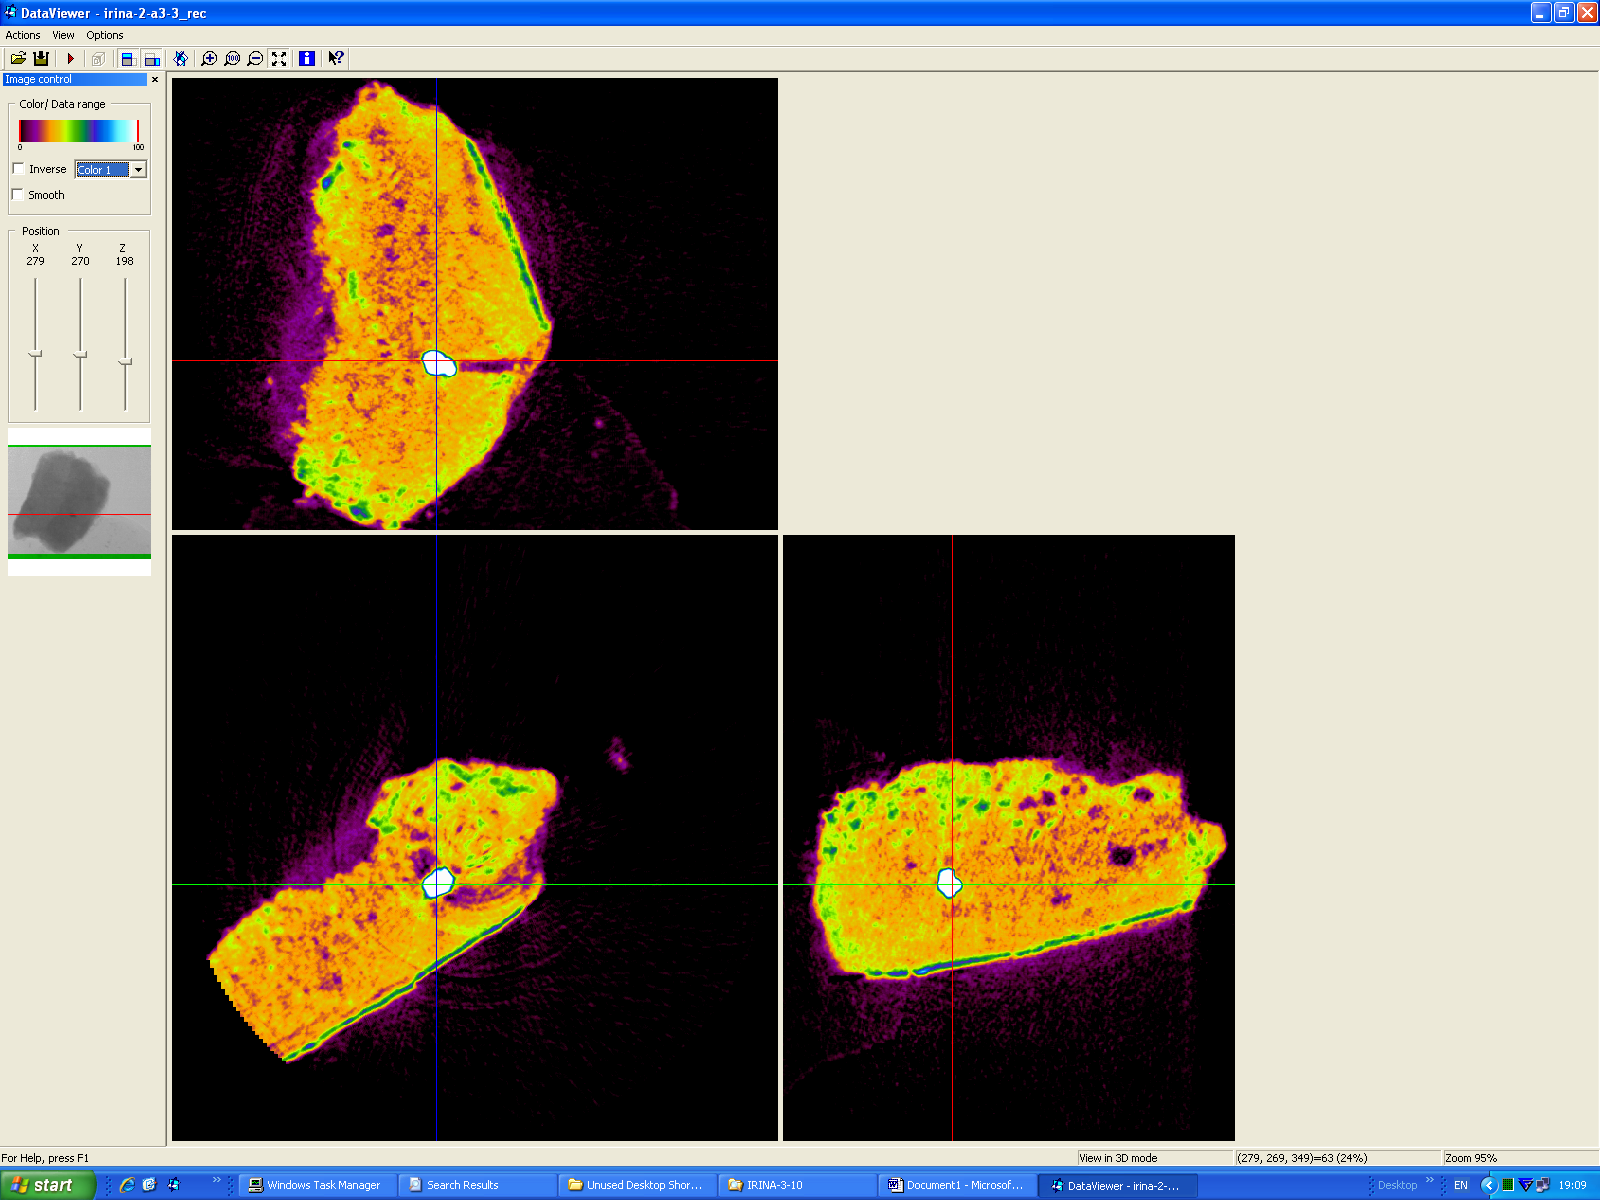 DataViewer - irina-2-a3-3_rec
Actions View Options
Image control
Color/ Data range
0 100
Inverse Color 1
Smooth
Position
X Y Z
279 270 198
For Help, press F1
View in 3D mode
(279, 269, 349)=63 (24%)
Zoom 95%
start
Windows Task Manager
Search Results
Unused Desktop Shor...
IRINA-3-10
Document1 - Microsof...
DataViewer - irina-2-...
Desktop
EN
19:09